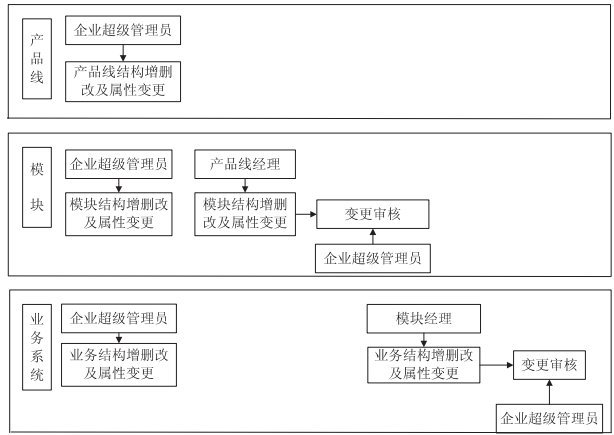 产品线
企业超级管理员
产品线结构增删
改及属性变更
模块
企业超级管理员
模块结构增删改
及属性变更
产品线经理
模块结构增删
改及属性变更
变更审核
企业超级管理员
业务系统
企业超级管理员
业务结构增删改
及属性变更
模块经理
业务结构增删改
及属性变更
变更审核
企业超级管理员